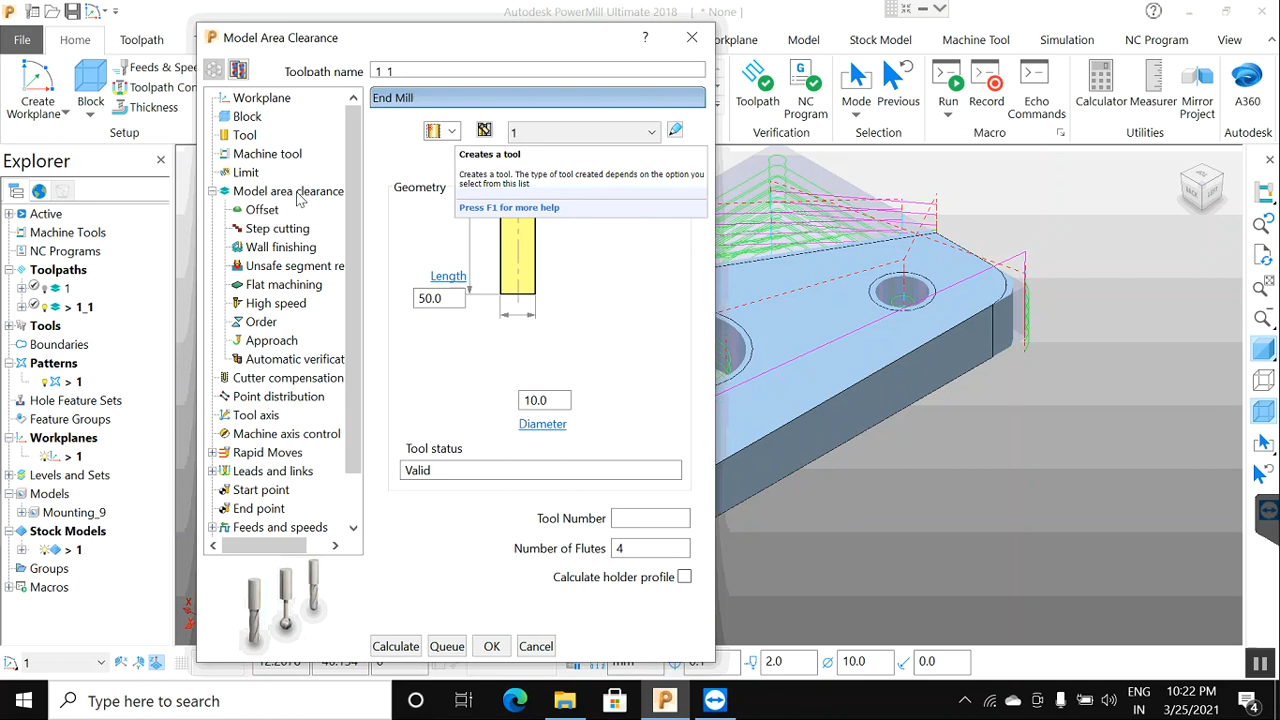 Autodesk PowerMill Ultimate 2018 [ * None ]
File
Home
Toolpath
rkplane
Model
Stock Model
Machine Tool
Simulation
NC Program
View
Create
Workplane
Block
Feeds & Spe
Toolpath Con
Thickness
Setup
Toolpath
NC
Program
Verification
Mode
Previous
Selection
Run
Record
Echo
Commands
Macro
Calculator
Measurer
Mirror
Project
Utilities
A360
Autodesk
Explorer
Active
Machine Tools
NC Programs
Toolpaths
1
> 1_1
Tools
Boundaries
Patterns
> 1
Hole Feature Sets
Feature Groups
Workplanes
> 1
Levels and Sets
Models
Mounting_9
Stock Models
> 1
Groups
Macros
Model Area Clearance
?
Toolpath name
1_1
Workplane
Block
Tool
Machine tool
Limit
Model area clearance
Offset
Step cutting
Wall finishing
Unsafe segment re
Flat machining
High speed
Order
Approach
Automatic verificat
Cutter compensation
Point distribution
Tool axis
Machine axis control
Rapid Moves
Leads and links
Start point
End point
Feeds and speeds
End Mill
1
Creates a tool
Creates a tool. The type of tool created depends on the option you
select from this list
Press F1 for more help
Geometry
Length
50.0
10.0
Diameter
Tool status
Valid
Tool Number
Number of Flutes
4
Calculate holder profile
Calculate
Queue
OK
Cancel
1
mm
0.1
2.0
10.0
0.0
Type here to search
ENG
IN
10:22 PM
3/25/2021
4